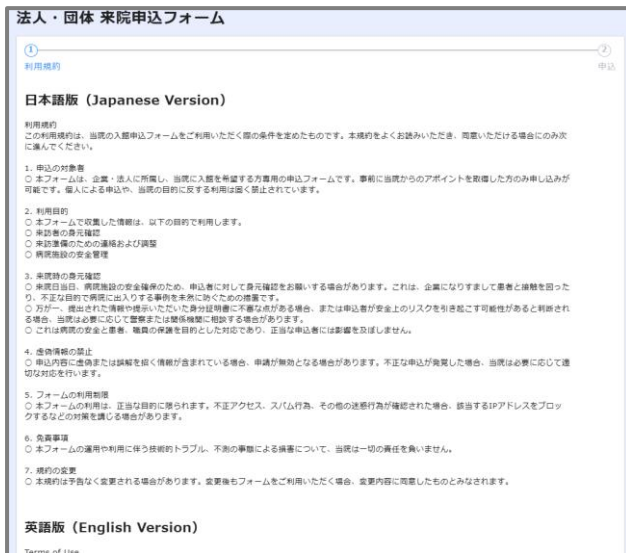 法人・団体 来院申込フォーム
1
2
利用規約
申込
日本語版（Japanese Version）
利用規約
この利用規約は、当院の入館申込フォームをご利用いただく際の条件を定めたものです。本規約をよくお読みいただき、同意いただける場合にのみ次
に進んでください。
1. 申込の対象者
○ 本フォームは、企業・法人に所属し、当院に入館を希望する方専用の申込フォームです。事前に当院からのアポイントを取得した方のみ申し込みが
可能です。個人による申込や、当院の目的に反する利用は固く禁止されています。
2. 利用目的
○ 本フォームで収集した情報は、以下の目的で利用します。
○ 来訪者の身元確認
○ 来訪準備のための連絡および調整
○ 病院施設の安全管理
3. 来院時の身元確認
○ 来院日当日、病院施設の安全確保のため、申込者に対して身元確認をお願いする場合があります。これは、企業になりすまして患者と接触を図った
り、不正な目的で病院に出入りする事例を未然に防ぐための措置です。
○ 万が一、提出された情報や提示いただいた身分証明書に不審な点がある場合、または申込者が安全上のリスクを引き起こす可能性があると判断され
る場合、当院は必要に応じて警察または関係機関に相談する場合があります。
○ これは病院の安全と患者、職員の保護を目的とした対応であり、正当な申込者には影響を及ぼしません。
4. 虚偽情報の禁止
○ 申込内容に虚偽または誤解を招く情報が含まれている場合、申請が無効となる場合があります。不正な申込が発覚した場合、当院は必要に応じて適
切な対応を行います。
5. フォームの利用制限
○ 本フォームの利用は、正当な目的に限られます。不正アクセス、スパム行為、その他の迷惑行為が確認された場合、該当するIPアドレスをブロッ
クするなどの対策を講じる場合があります。
6. 免責事項
○ 本フォームの運用や利用に伴う技術的トラブル、不測の事態による損害について、当院は一切の責任を負いません。
7. 規約の変更
○ 本規約は予告なく変更される場合があります。変更後もフォームをご利用いただく場合、変更内容に同意したものとみなされます。
英語版（English Version）
Terms of Use